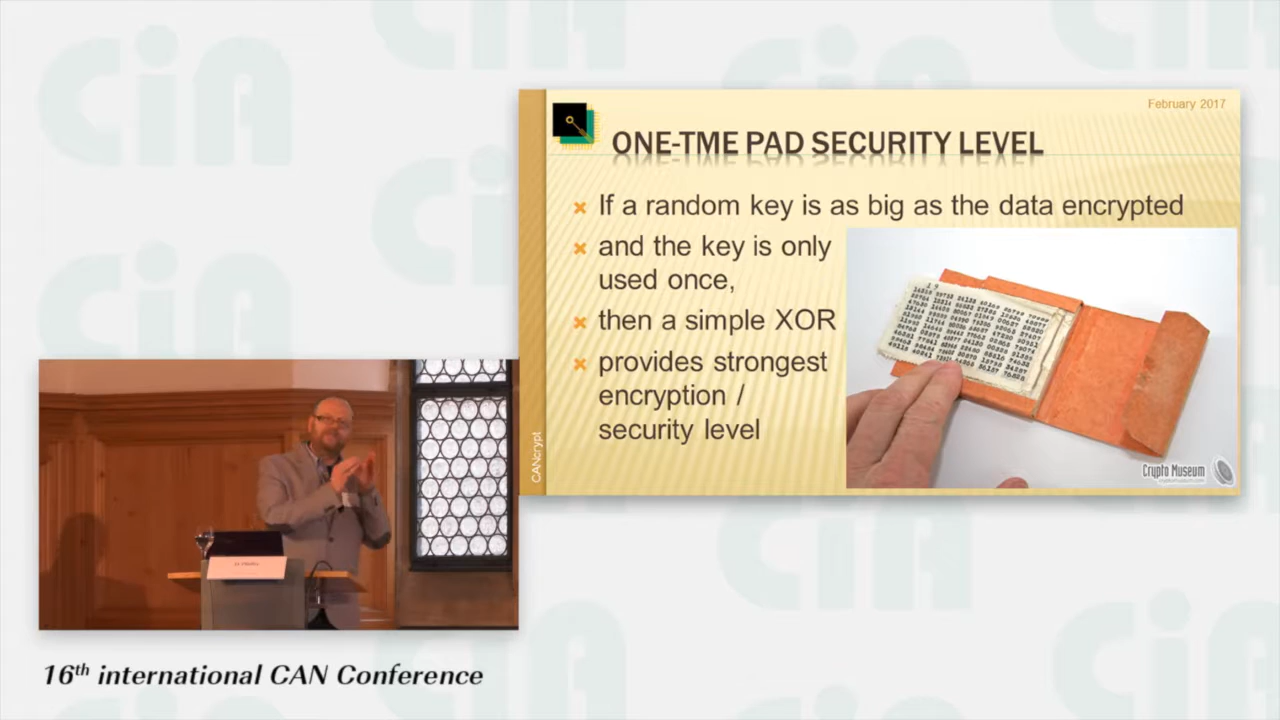 CiA
February 2017
ONE-TME PAD SECURITY LEVEL
If a random key is as big as the data encrypted
and the key is only
used once,
then a simple XOR
provides strongest
encryption /
security level
CANcrypt
Crypto Museum
16th international CAN Conference